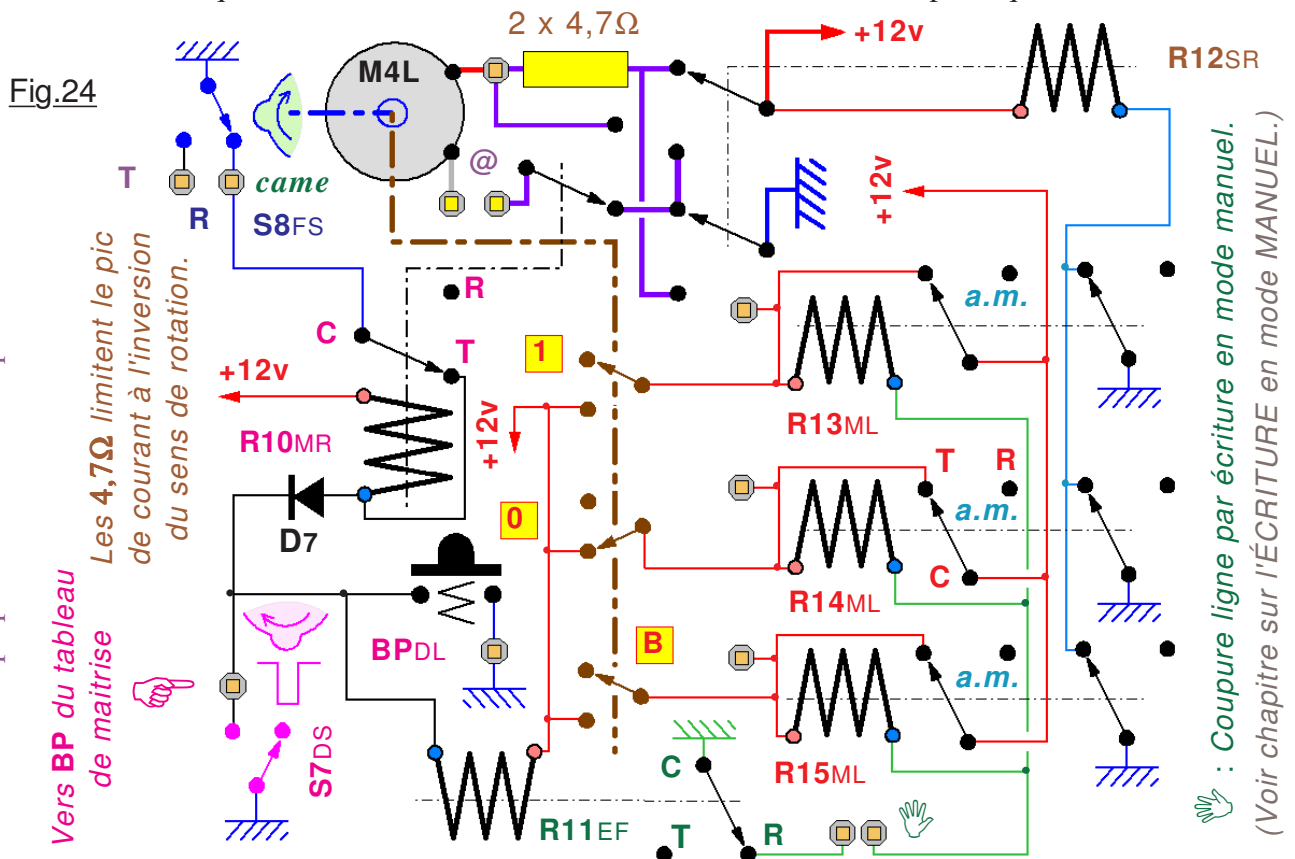 Fig.24
2 x 4,7Ω
M4L
+12v
R12SR
@
T
R
came
S8FS
+12v
Les 4,7Ω limitent le pic
de courant à l'inversion
du sens de rotation.
R
C
T
+12v
R10MR
D7
1
+12v
0
B
a.m.
R13ML
T
R
a.m.
C
R14ML
a.m.
R15ML
BPDL
Vers BP du tableau
de maitrise
S7DS
R11EF
C
T
R
: Coupure ligne par écriture en mode manuel.
(Voir chapitre sur l'ÉCRITURE en mode MANUEL.)